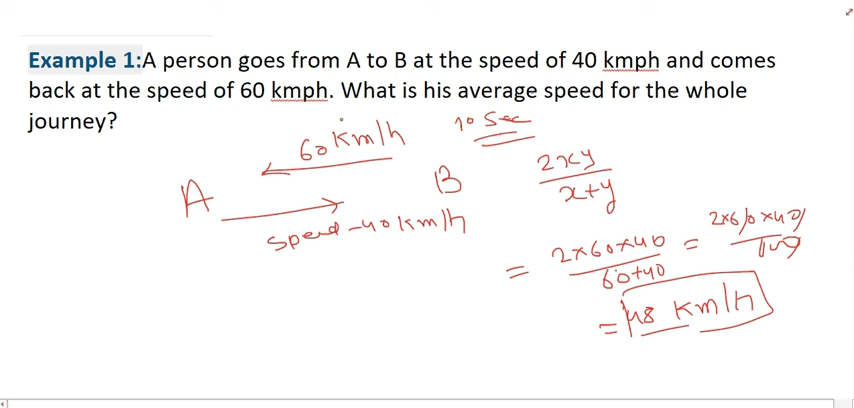 Example 1:A person goes from A to B at the speed of 40 kmph and comes
back at the speed of 60 kmph. What is his average speed for the whole
journey?
60 Km/h
10 Sec
A
B
Speed-40 Km/h
2xy
x+y
= 2×60×40 = 2×60×40
60+40 100
= 48 Km/h